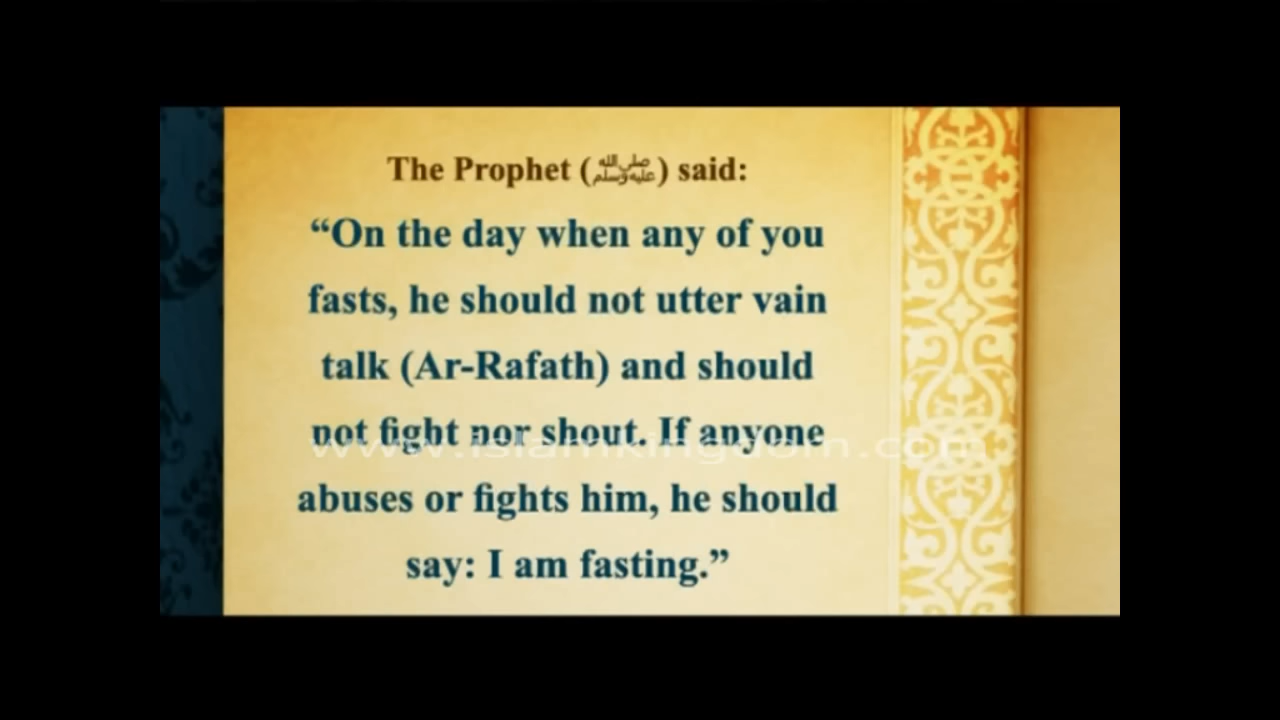 The Prophet (ﷺ) said:
“On the day when any of you
fasts, he should not utter vain
talk (Ar-Rafath) and should
not fight nor shout. If anyone
www.islamkingdom.com
abuses or fights him, he should
say: I am fasting.”